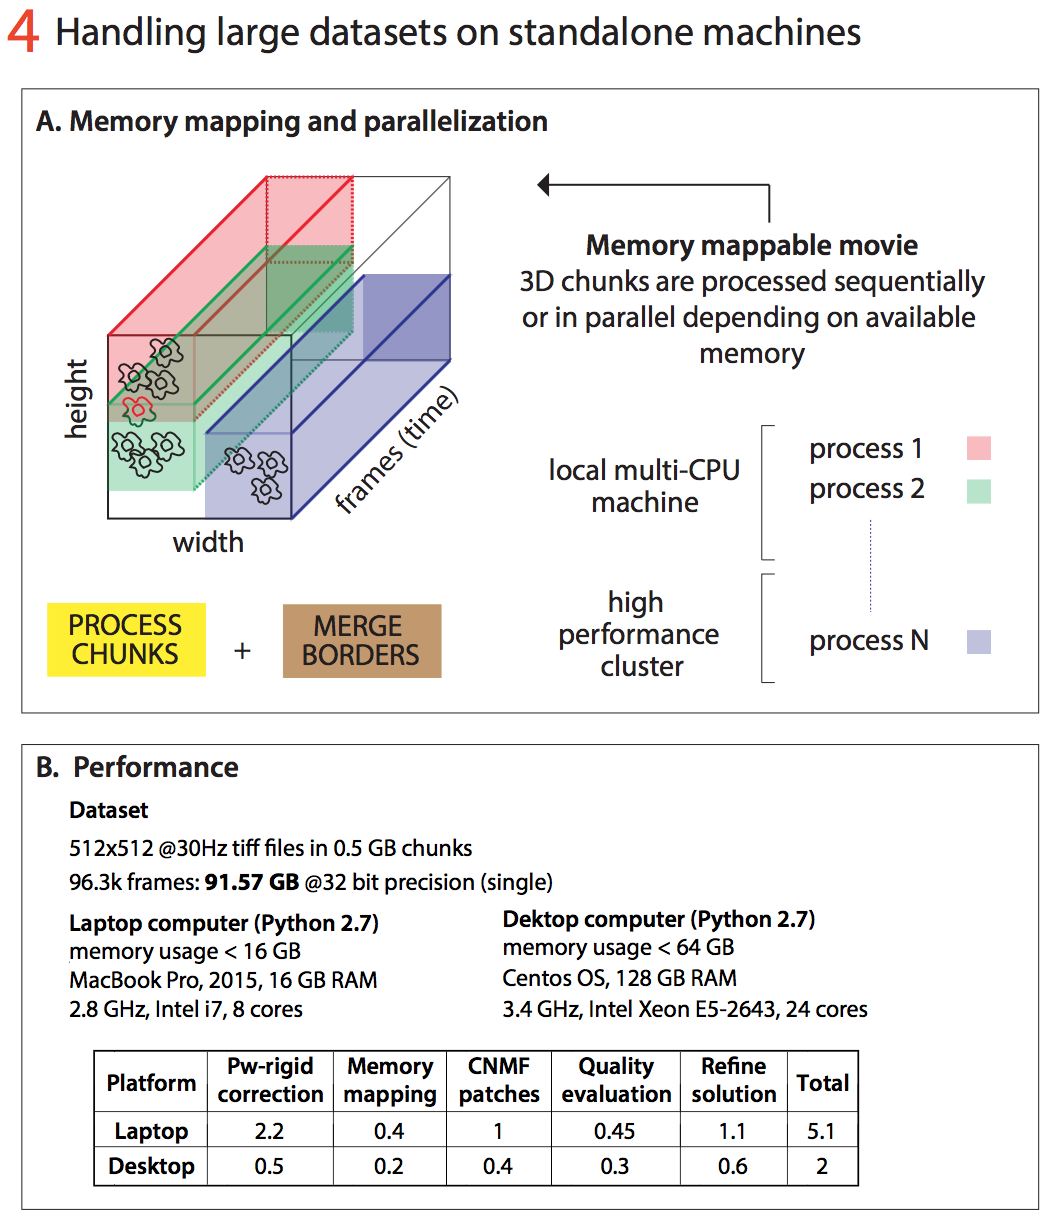 4 Handling large datasets on standalone machines
A. Memory mapping and parallelization
height
width
frames (time)
Memory mappable movie
3D chunks are processed sequentially
or in parallel depending on available
memory
local multi-CPU
machine
process 1
process 2
high
performance
cluster
process N
PROCESS
CHUNKS
+
MERGE
BORDERS
B. Performance
Dataset
512x512 @30Hz tiff files in 0.5 GB chunks
96.3k frames: 91.57 GB @32 bit precision (single)
Laptop computer (Python 2.7)
memory usage < 16 GB
MacBook Pro, 2015, 16 GB RAM
2.8 GHz, Intel i7, 8 cores
Dektop computer (Python 2.7)
memory usage < 64 GB
Centos OS, 128 GB RAM
3.4 GHz, Intel Xeon E5-2643, 24 cores
Platform Pw-rigid correction Memory mapping CNMF patches Quality evaluation Refine solution Total
Laptop 2.2 0.4 1 0.45 1.1 5.1
Desktop 0.5 0.2 0.4 0.3 0.6 2